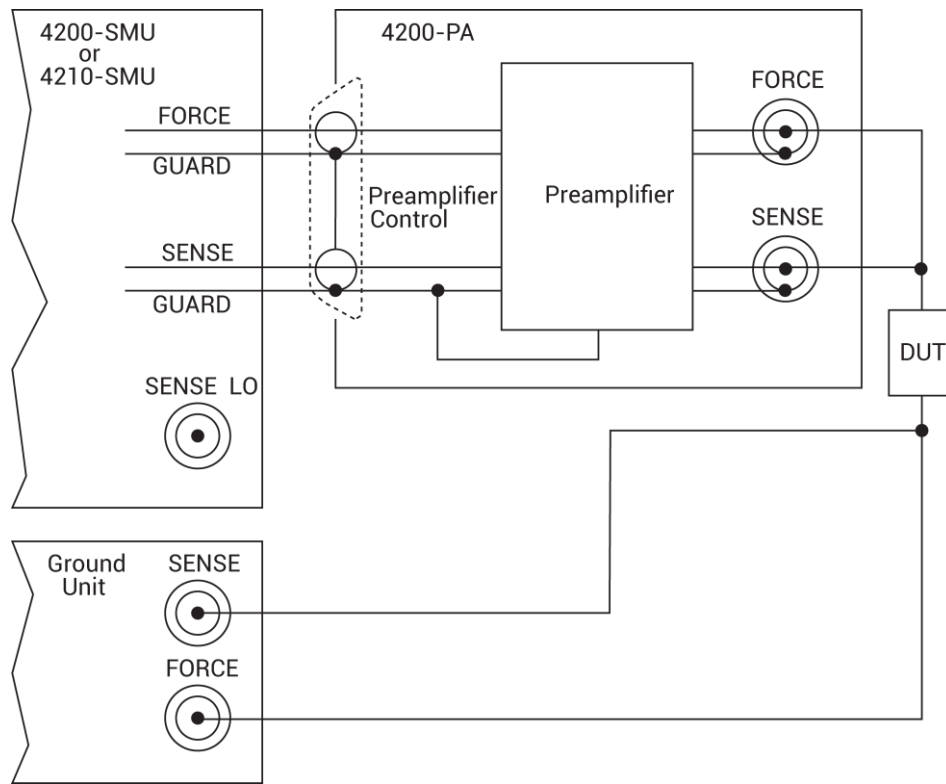 4200-SMU
or
4210-SMU
4200-PA
FORCE
FORCE
GUARD
Preamplifier
Control
Preamplifier
SENSE
SENSE
GUARD
DUT
SENSE LO
Ground
Unit
SENSE
FORCE